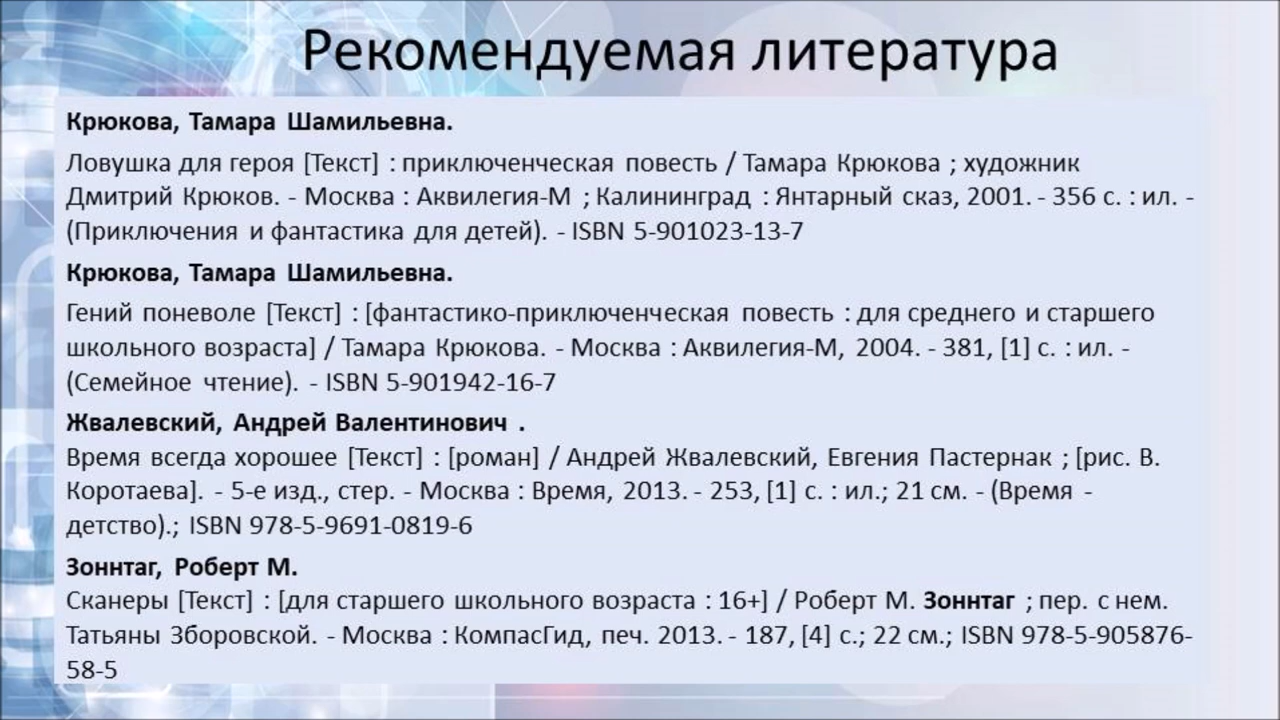 Рекомендуемая литература
Крюкова, Тамара Шамильевна.
Ловушка для героя [Текст] : приключенческая повесть / Тамара Крюкова ; художник
Дмитрий Крюков. - Москва : Аквилегия-М ; Калининград : Янтарный сказ, 2001. - 356 с. : ил. -
(Приключения и фантастика для детей). - ISBN 5-901023-13-7
Крюкова, Тамара Шамильевна.
Гений поневоле [Текст] : [фантастико-приключенческая повесть : для среднего и старшего
школьного возраста] / Тамара Крюкова. - Москва : Аквилегия-М, 2004. - 381, [1] с. : ил. -
(Семейное чтение). - ISBN 5-901942-16-7
Жвалевский, Андрей Валентинович .
Время всегда хорошее [Текст] : [роман] / Андрей Жвалевский, Евгения Пастернак ; [рис. В.
Коротаева]. - 5-е изд., стер. - Москва : Время, 2013. - 253, [1] с. : ил.; 21 см. - (Время -
детство).; ISBN 978-5-9691-0819-6
Зоннтаг, Роберт М.
Сканеры [Текст] : [для старшего школьного возраста : 16+] / Роберт М. Зоннтаг ; пер. с нем.
Татьяны Зборовской. - Москва : КомпасГид, печ. 2013. - 187, [4] с.; 22 см.; ISBN 978-5-905876-
58-5